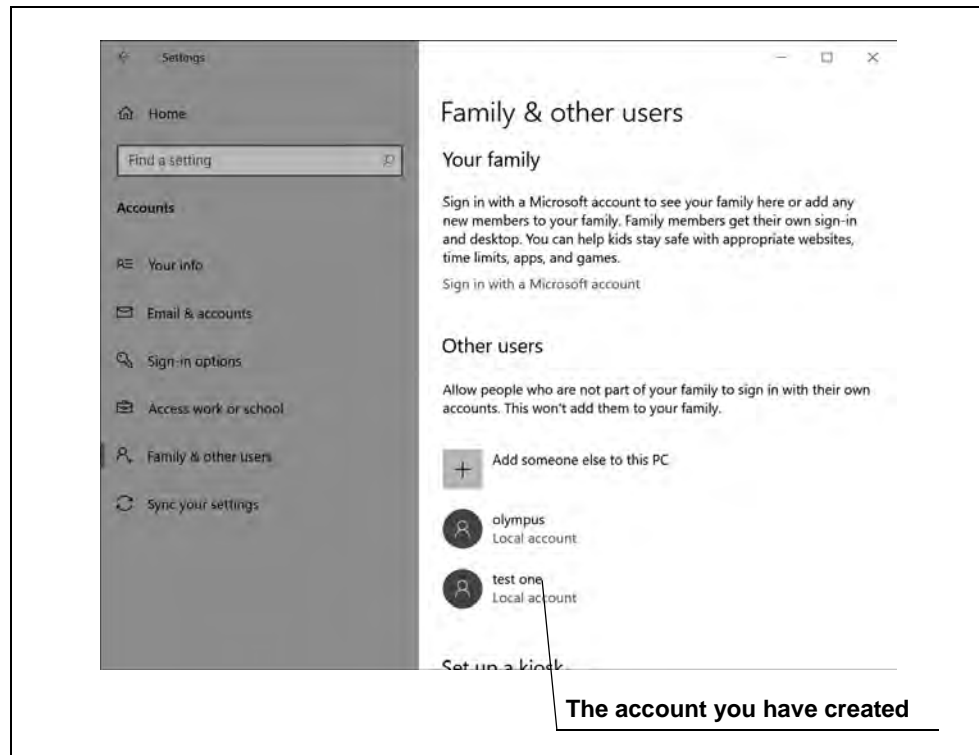 Settings
Home
Find a setting
Accounts
Your info
Email & accounts
Sign-in options
Access work or school
Family & other users
Sync your settings
Family & other users
Your family
Sign in with a Microsoft account to see your family here or add any
new members to your family. Family members get their own sign-in
and desktop. You can help kids stay safe with appropriate websites,
time limits, apps, and games.
Sign in with a Microsoft account
Other users
Allow people who are not part of your family to sign in with their own
accounts. This won't add them to your family.
Add someone else to this PC
olympus
Local account
test one
Local account
Set up a kiosk
The account you have created